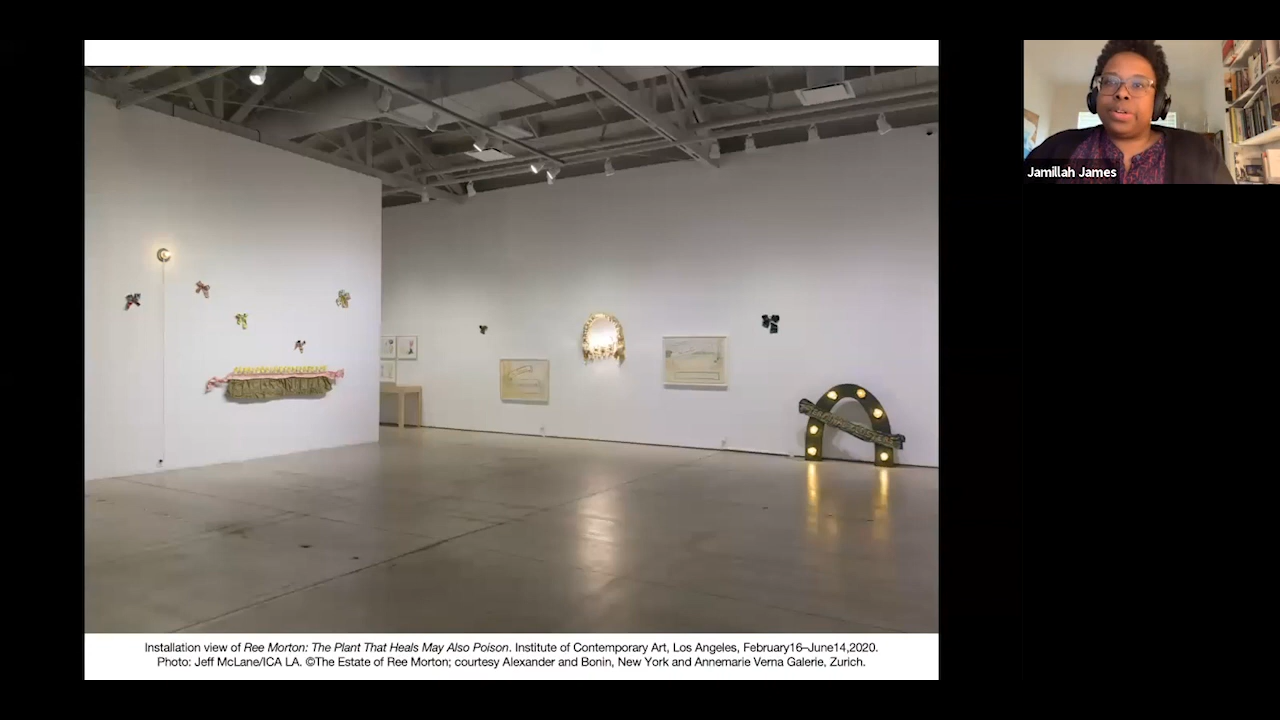 Jamillah James
Installation view of Ree Morton: The Plant That Heals May Also Poison. Institute of Contemporary Art, Los Angeles, February16–June14,2020.
Photo: Jeff McLane/ICA LA. ©The Estate of Ree Morton; courtesy Alexander and Bonin, New York and Annemarie Verna Galerie, Zurich.